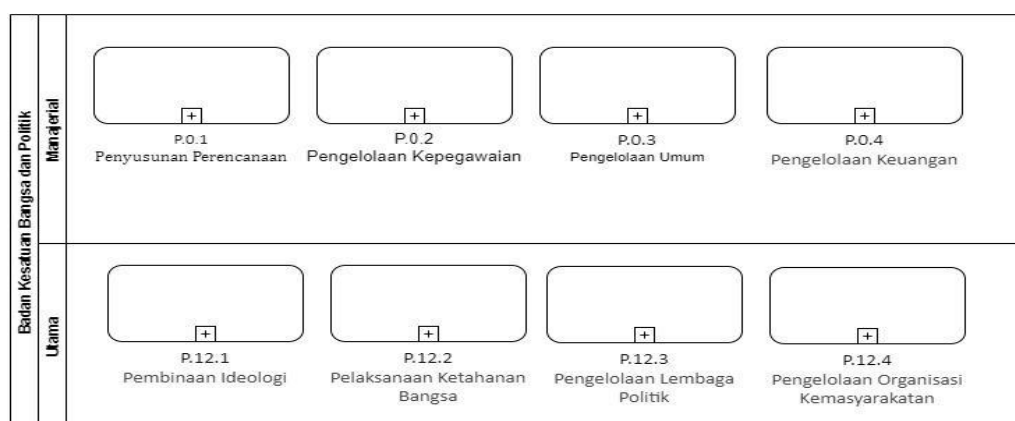 Badan Kesatuan Bangsa dan Politik
Manajerial
+
P.0.1
Penyusunan Perencanaan
+
P.0.2
Pengelolaan Kepegawaian
+
P.0.3
Pengelolaan Umum
+
P.0.4
Pengelolaan Keuangan
Utama
+
P.12.1
Pembinaan Ideologi
+
P.12.2
Pelaksanaan Ketahanan
Bangsa
+
P.12.3
Pengelolaan Lembaga
Politik
+
P.12.4
Pengelolaan Organisasi
Kemasyarakatan